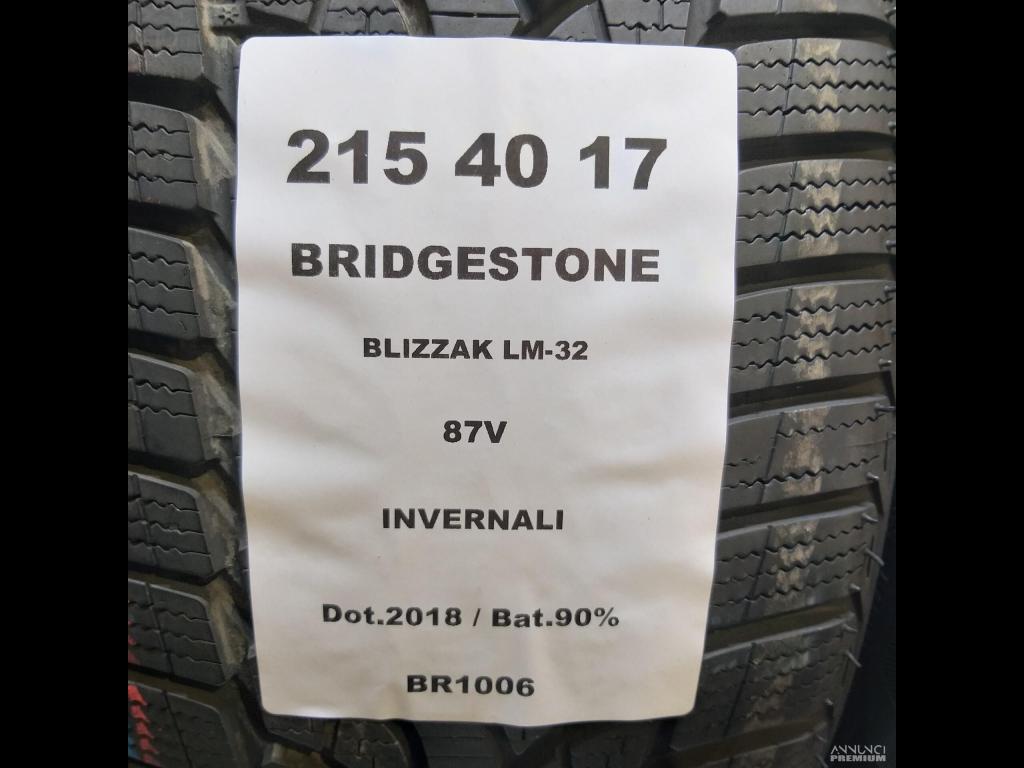 215 40 17
BRIDGESTONE
BLIZZAK LM-32
87V
INVERNALI
Dot.2018 / Bat.90%
BR1006
ANNUNCI
PREMIUM